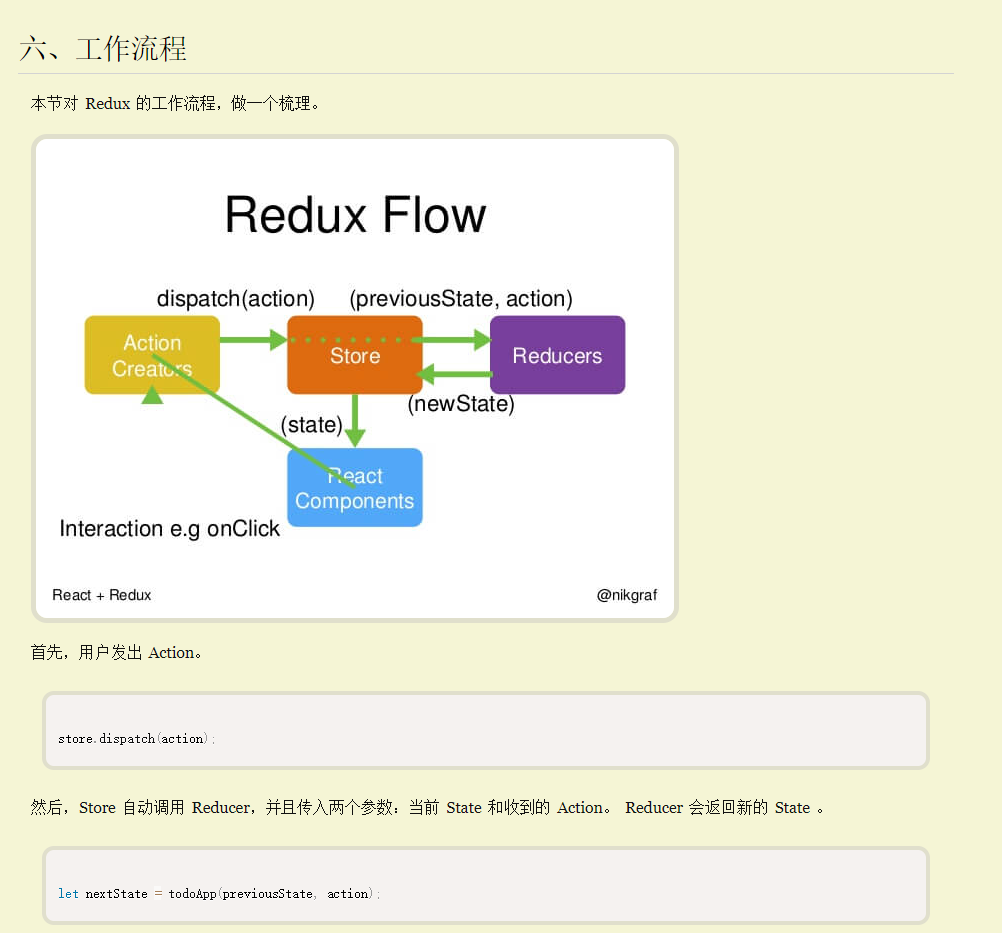 六、工作流程
本节对 Redux 的工作流程，做一个梳理。
Redux Flow
dispatch(action) (previousState, action)
Action
Creators
Store
Reducers
(newState)
(state)
React
Components
Interaction e.g onClick
React + Redux
@nikgraf
首先，用户发出 Action。
store.dispatch(action);
然后，Store 自动调用 Reducer，并且传入两个参数：当前 State 和收到的 Action。 Reducer 会返回新的 State 。
let nextState = todoApp(previousState, action);